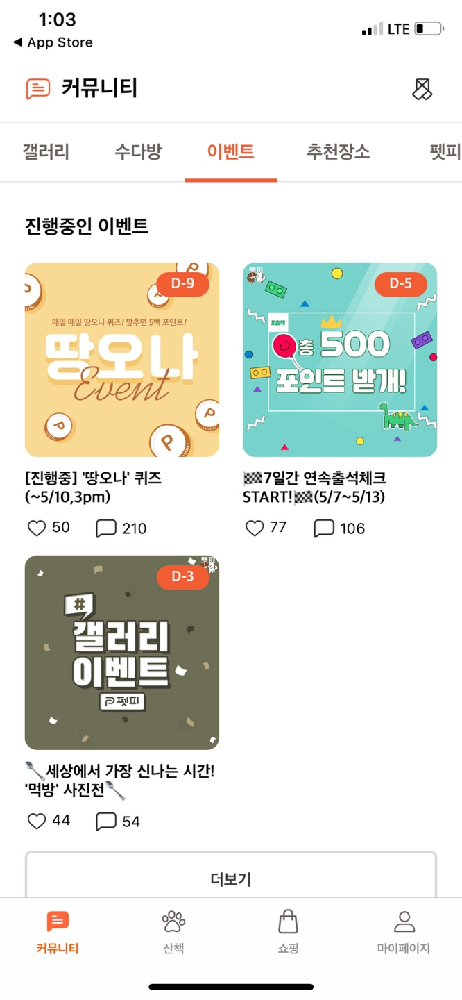 1:03
LTE
◀ App Store
커뮤니티
갤러리 수다방 이벤트 추천장소 펫피
진행중인 이벤트
P
P
P
D-9
매일 매일 땅오나 퀴즈! 맞추면 5백 포인트!
땅오나
Event
P
P
P
[진행중] '땅오나' 퀴즈
(~5/10,3pm)
50 210
펫피
D-5
#출첵
총 500
포인트 받개!
🏁7일간 연속출석체크
START!🏁(5/7~5/13)
77 106
펫피
D-3
#
갤러리
이벤트
펫피
🥄세상에서 가장 신나는 시간!
'먹방' 사진전🥄
44 54
더보기
커뮤니티 산책 쇼핑 마이페이지